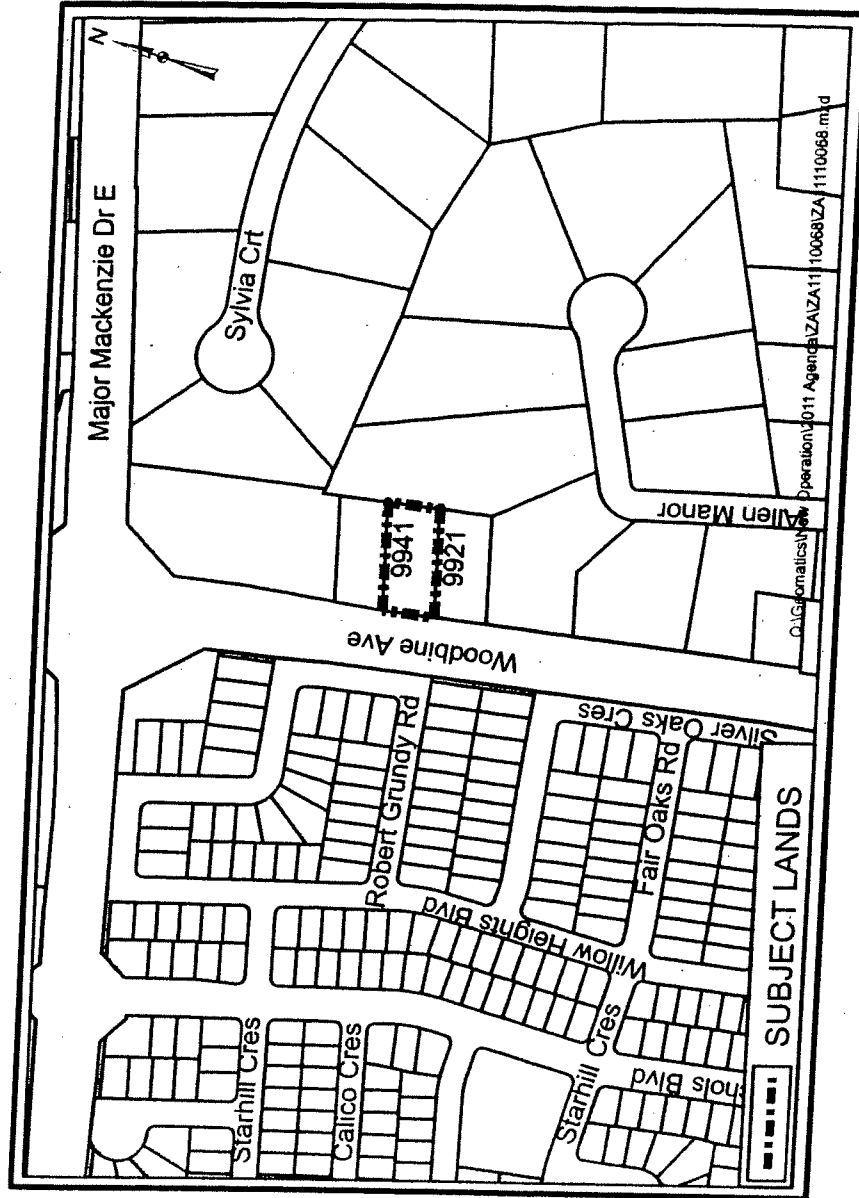 N
Major Mackenzie Dr E
Sylvia Crt
9941
9921
Woodbine Ave
Allen Manor
Robert Grundy Rd
Silver Oaks Cres
Fair Oaks Rd
Willow Heights Blvd
Starhill Cres
Calico Cres
Starhill Cres
hols Blvd
SUBJECT LANDS
Q:\Geomatics\New Operation\2011 Agenda\ZA\ZA11110068\ZA11110068.mxd